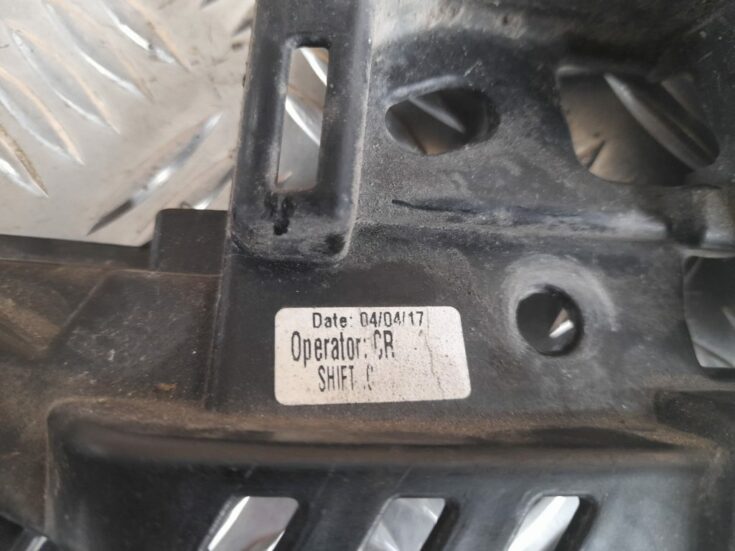 Date: 04/04/17
Operator: CR
SHIFT